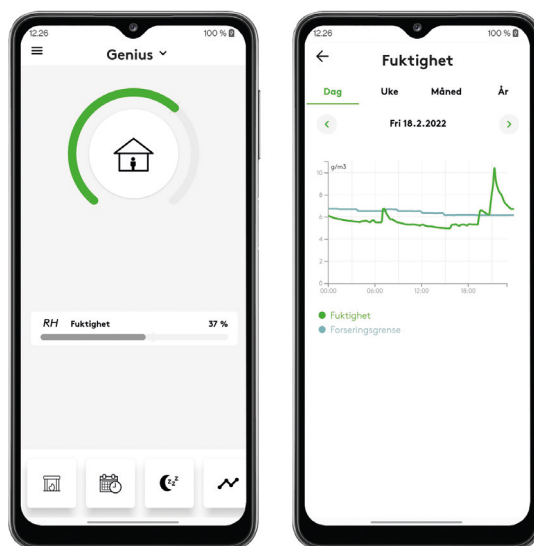 12.26
100 %
Genius
RH Fuktighet 37 %
zzz
12.26
100 %
Fuktighet
Dag Uke Måned År
Fri 18.2.2022
g/m3
10
8
6
4
2
0
00:00 06:00 12:00 18:00
Fuktighet
Forseringsgrense